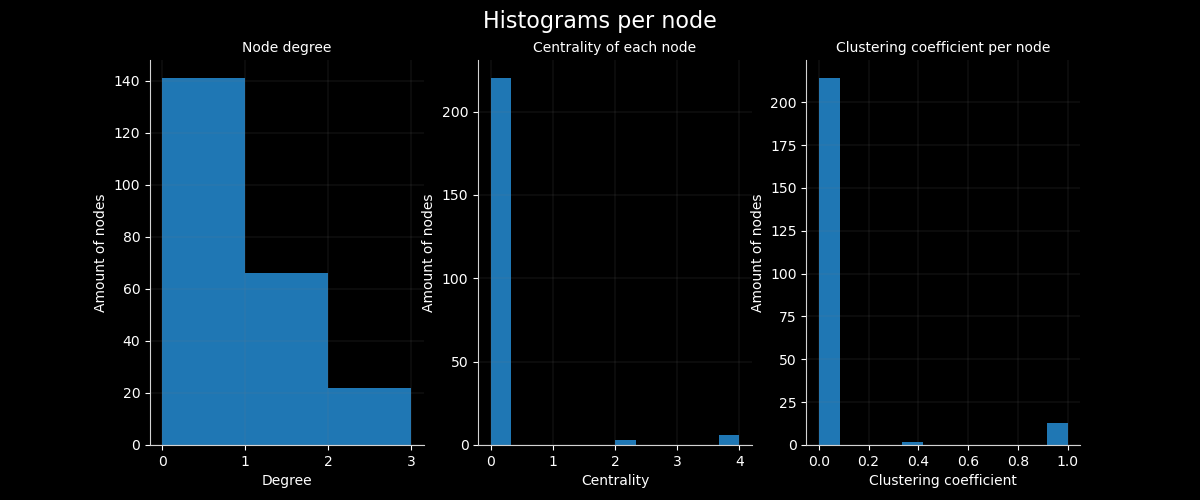 Histograms per node
Node degree
Amount of nodes
140
120
100
80
60
40
20
0
0 1 2 3
Degree
Centrality of each node
Amount of nodes
200
150
100
50
0
0 1 2 3 4
Centrality
Clustering coefficient per node
Amount of nodes
200
175
150
125
100
75
50
25
0
0.0 0.2 0.4 0.6 0.8 1.0
Clustering coefficient